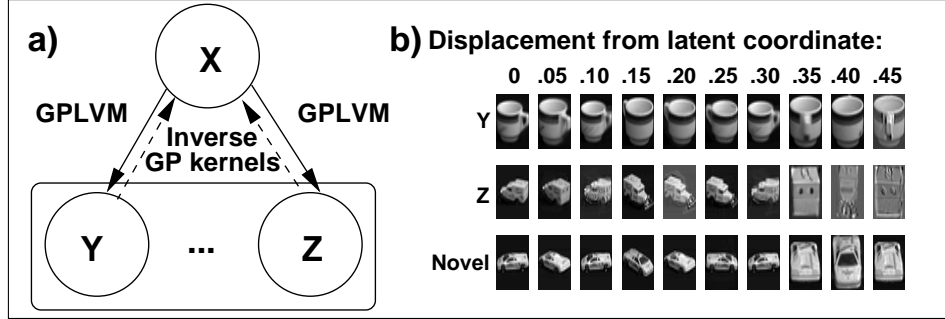 a)
X
GPLVM
GPLVM
Inverse
GP kernels
Y
...
Z
b) Displacement from latent coordinate:
0 .05 .10 .15 .20 .25 .30 .35 .40 .45
Y
Z
Novel